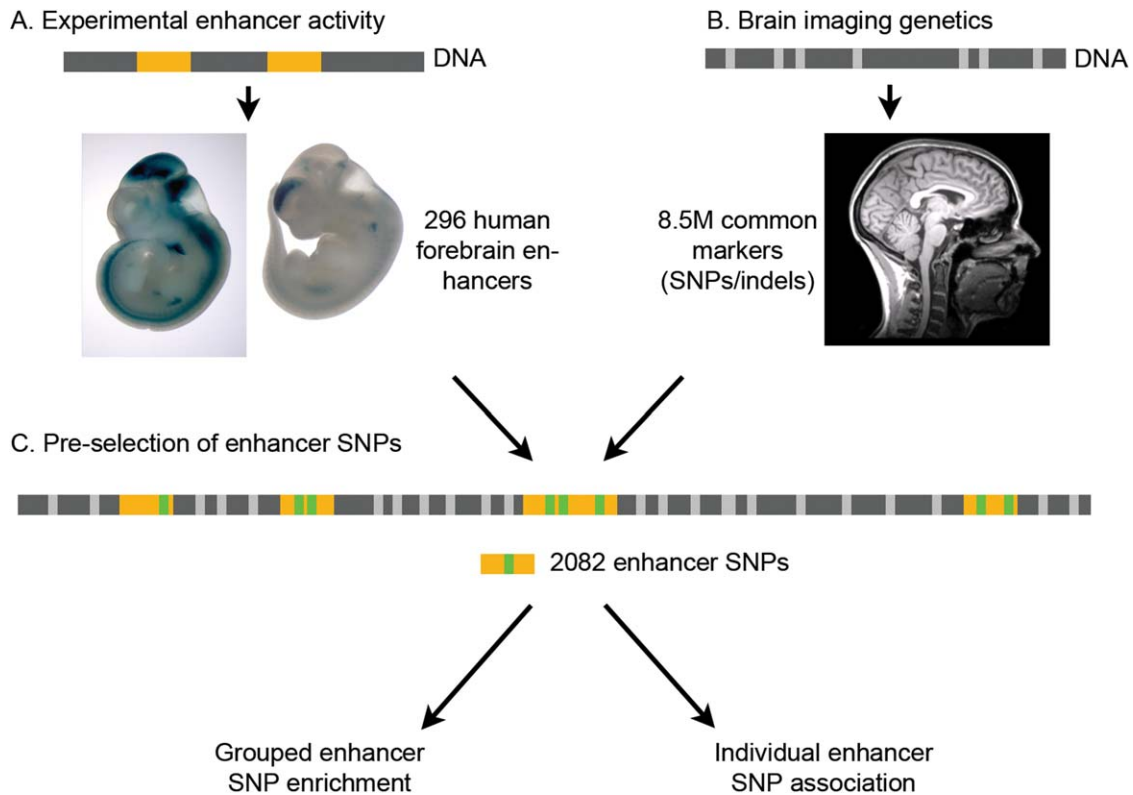 A. Experimental enhancer activity
DNA
296 human
forebrain en-
hancers
B. Brain imaging genetics
DNA
8.5M common
markers
(SNPs/indels)
C. Pre-selection of enhancer SNPs
2082 enhancer SNPs
Grouped enhancer
SNP enrichment
Individual enhancer
SNP association